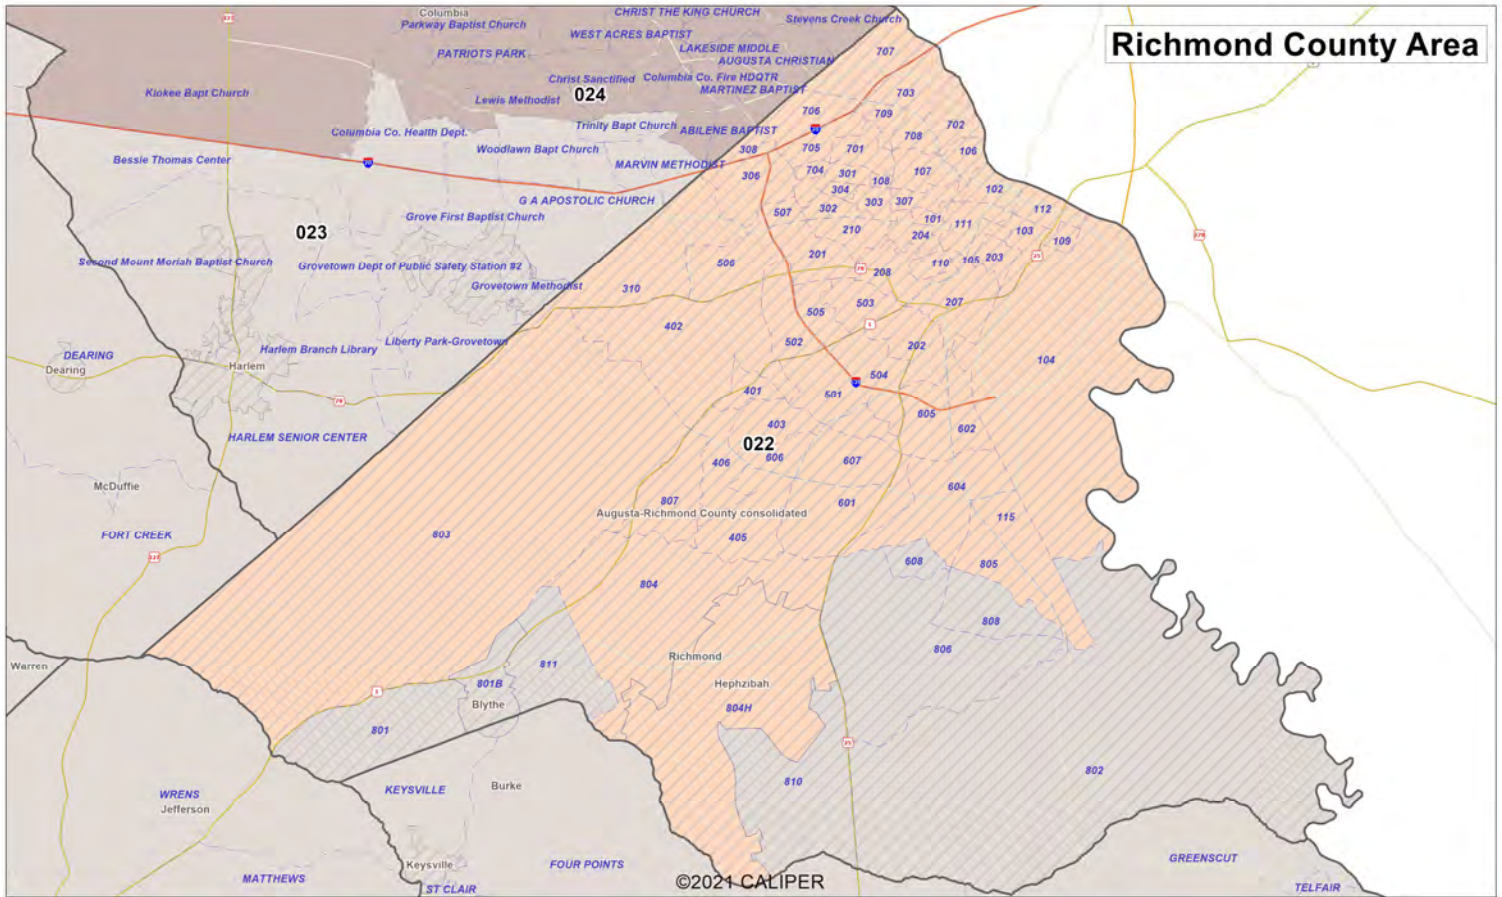 Richmond County Area
Columbia
CHRIST THE KING CHURCH
Stevens Creek Church
Parkway Baptist Church
WEST ACRES BAPTIST
LAKESIDE MIDDLE
PATRIOTS PARK
AUGUSTA CHRISTIAN
707
Christ Sanctified
Columbia Co. Fire HDQTR
Kiokee Bapt Church
024
MARTINEZ BAPTIST
703
Lewis Methodist
706
709
Trinity Bapt Church
ABILENE BAPTIST
702
Columbia Co. Health Dept.
708
20
Woodlawn Bapt Church
308
705
701
106
Bessie Thomas Center
20
MARVIN METHODIST
306
704
301
107
108
304
102
G A APOSTOLIC CHURCH
303
307
507
302
112
Grove First Baptist Church
101
111
023
210
204
103
109
201
506
110
105
203
Second Mount Moriah Baptist Church
Grovetown Dept of Public Safety Station #2
78
208
25
278
Grovetown Methodist
310
503
207
505
402
1
502
202
Liberty Park-Grovetown
Harlem Branch Library
DEARING
Dearing
Harlem
104
504
401
501
78
605
403
602
HARLEM SENIOR CENTER
022
406
606
607
McDuffie
604
807
601
Augusta-Richmond County consolidated
115
FORT CREEK
803
405
608
805
804
808
806
Richmond
811
Warren
801B
Hephzibah
1
Blythe
804H
801
25
810
802
KEYSVILLE
Burke
WRENS
Jefferson
Keysville
FOUR POINTS
GREENSCUT
MATTHEWS
ST CLAIR
©2021 CALIPER
TELFAIR